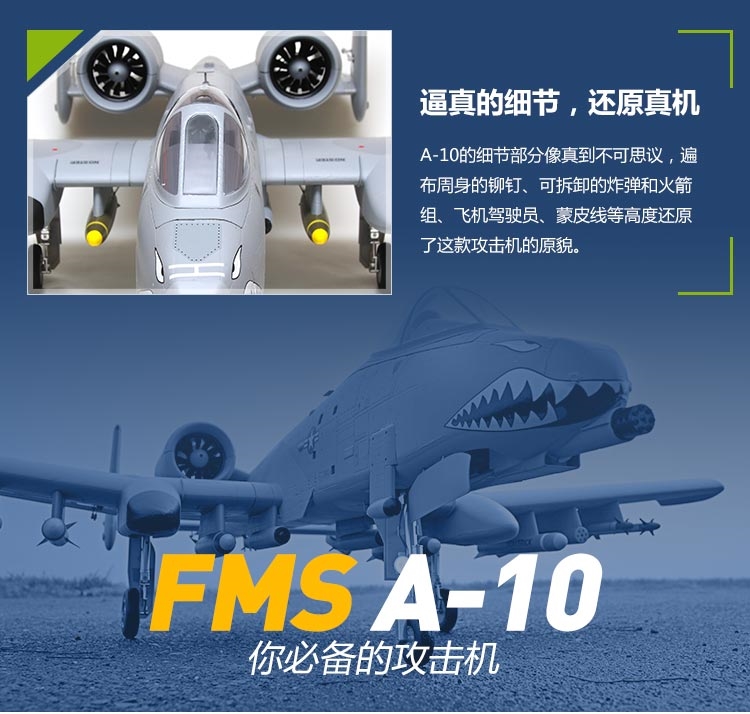 逼真的细节，还原真机
A-10的细节部分像真到不可思议，遍
布周身的铆钉、可拆卸的炸弹和火箭
组、飞机驾驶员、蒙皮线等高度还原
了这款攻击机的原貌。
FMS A-10
你必备的攻击机